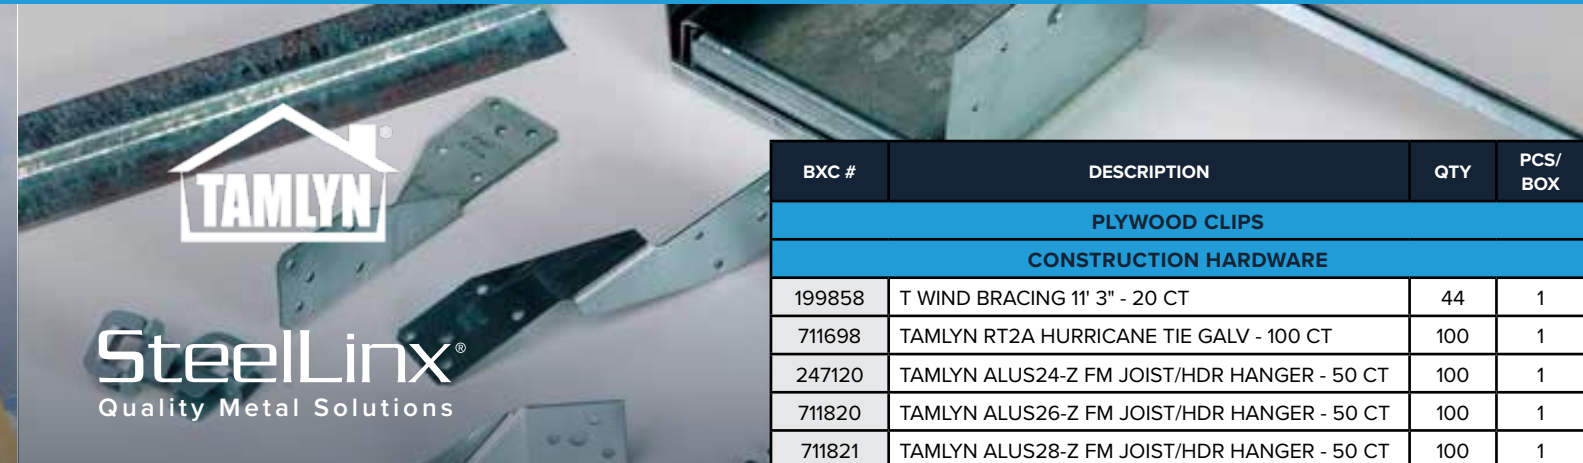 TAMLYN®
SteelLinx®
Quality Metal Solutions
BXC # DESCRIPTION QTY PCS/
BOX
PLYWOOD CLIPS
CONSTRUCTION HARDWARE
199858 T WIND BRACING 11' 3" - 20 CT 44 1
711698 TAMLYN RT2A HURRICANE TIE GALV - 100 CT 100 1
247120 TAMLYN ALUS24-Z FM JOIST/HDR HANGER - 50 CT 100 1
711820 TAMLYN ALUS26-Z FM JOIST/HDR HANGER - 50 CT 100 1
711821 TAMLYN ALUS28-Z FM JOIST/HDR HANGER - 50 CT 100 1